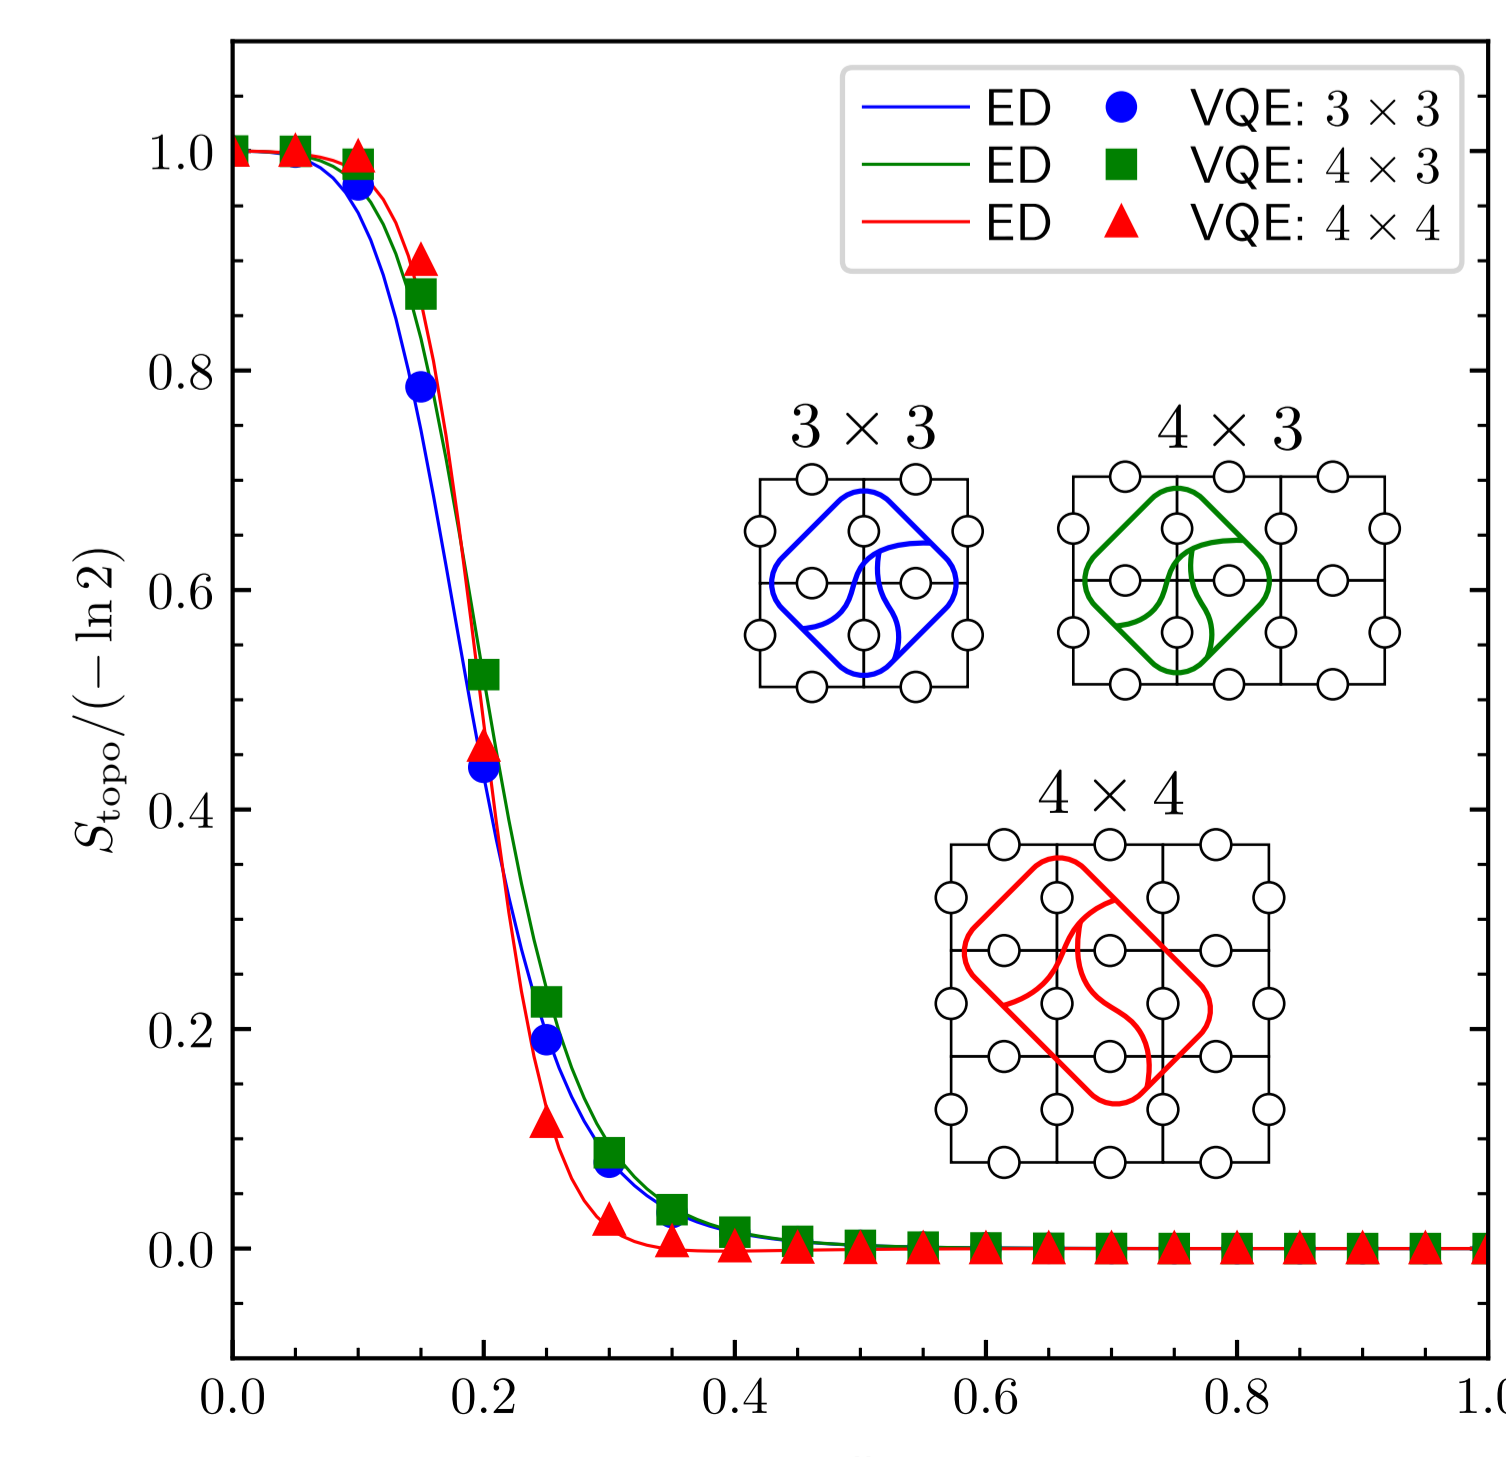 ED VQE: 3 × 3
ED VQE: 4 × 3
ED VQE: 4 × 4
1.0
0.8
0.6
0.4
0.2
0.0
S_topo/(− ln 2)
3 × 3
4 × 3
4 × 4
0.0 0.2 0.4 0.6 0.8 1.0